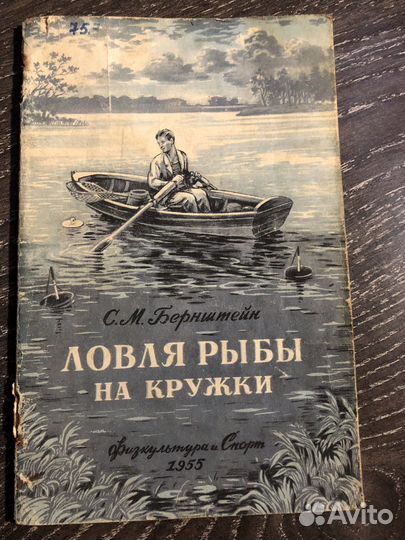 75.
С.М. Бернштейн
ЛОВЛЯ РЫБЫ
НА КРУЖКИ
Физкультура и Спорт
1955
Avito